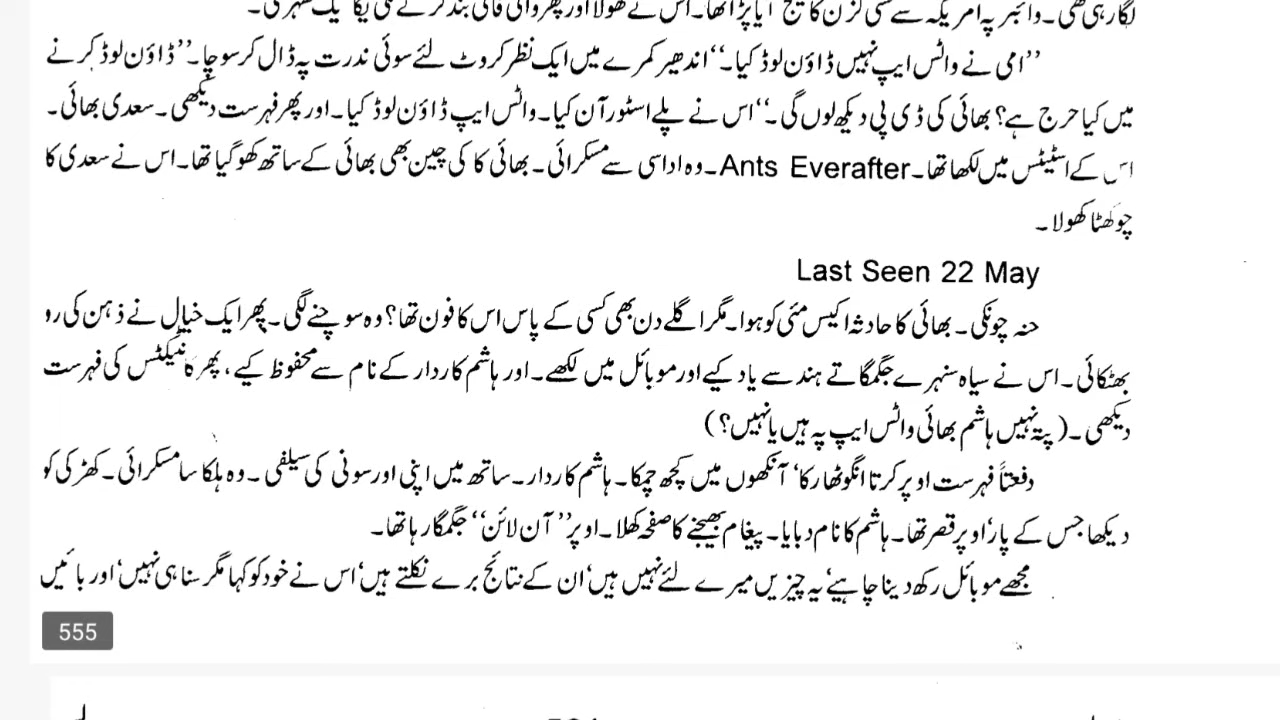 لگا رہی تھی۔ وائبر پہ امریکہ سے کسی کزن کا میسج آیا پڑا تھا۔ اس نے کھولا اور پھر وائی فائی بند کرتے کرتے یکایک ٹھہری۔
’’امی نے واٹس ایپ نہیں ڈاؤن لوڈ کیا۔‘‘ اندھیر کمرے میں ایک نظر کروٹ لئے سوئی ندرت پہ ڈال کر سوچا۔ ’’ڈاؤن لوڈ کرنے
میں کیا حرج ہے؟ بھائی کی ڈی پی دیکھ لوں گی۔‘‘ اس نے پلے اسٹور آن کیا۔ واٹس ایپ ڈاؤن لوڈ کیا۔ اور پھر فہرست دیکھی۔ سعدی بھائی۔
اس کے اسٹیٹس میں لکھا تھا۔ Ants Everafter۔ وہ اداسی سے مسکرائی۔ بھائی کا کی چین بھی بھائی کے ساتھ کھو گیا تھا۔ اس نے سعدی کا
چوکھٹا کھولا۔
Last Seen 22 May
حنہ چونکی۔ بھائی کا حادثہ اکیس مئی کو ہوا۔ مگر اگلے دن بھی کسی کے پاس اس کا فون تھا؟ وہ سوچنے لگی۔ پھر ایک خیال نے ذہن کی رو
بھٹکائی۔ اس نے سیاہ سنہرے جگمگاتے ہندسے یاد کیے اور موبائل میں لکھے۔ اور ہاشم کاردار کے نام سے محفوظ کیے، پھر کانٹیکٹس کی فہرست
دیکھی۔ (پتہ نہیں ہاشم بھائی واٹس ایپ پہ ہیں یا نہیں؟)
دفعتاً فہرست اوپر کرتا انگوٹھا رکا‘ آنکھوں میں کچھ چمکا۔ ہاشم کاردار۔ ساتھ میں اپنی اور سونی کی سیلفی۔ وہ ہلکا سا مسکرائی۔ کھڑکی کو
دیکھا جس کے پار‘ اوپر قصر تھا۔ ہاشم کا نام دبایا۔ پیغام بھیجنے کا صفحہ کھلا۔ اوپر ’’آن لائن‘‘ جگمگا رہا تھا۔
مجھے موبائل رکھ دینا چاہیے‘ یہ چیزیں میرے لئے نہیں ہیں‘ ان کے نتائج برے نکلتے ہیں‘ اس نے خود کو کہا مگر سنا ہی نہیں‘ اور بائیں
555